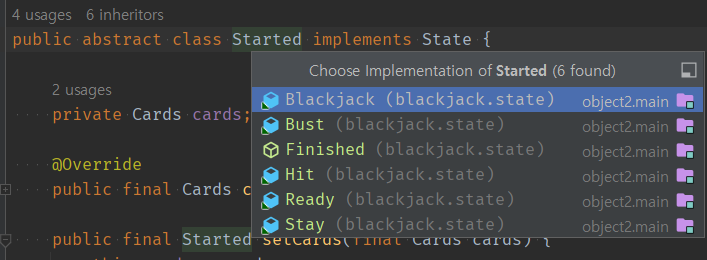 4 usages 6 inheritors
public abstract class Started implements State {
Choose Implementation of Started (6 found)
2 usages
Blackjack (blackjack.state) object2.main
private Cards cards;
Bust (blackjack.state) object2.main
Finished (blackjack.state) object2.main
@Override
Hit (blackjack.state) object2.main
public final Cards c
Ready (blackjack.state) object2.main
Stay (blackjack.state) object2.main
public final Started setCards(final Cards cards) {